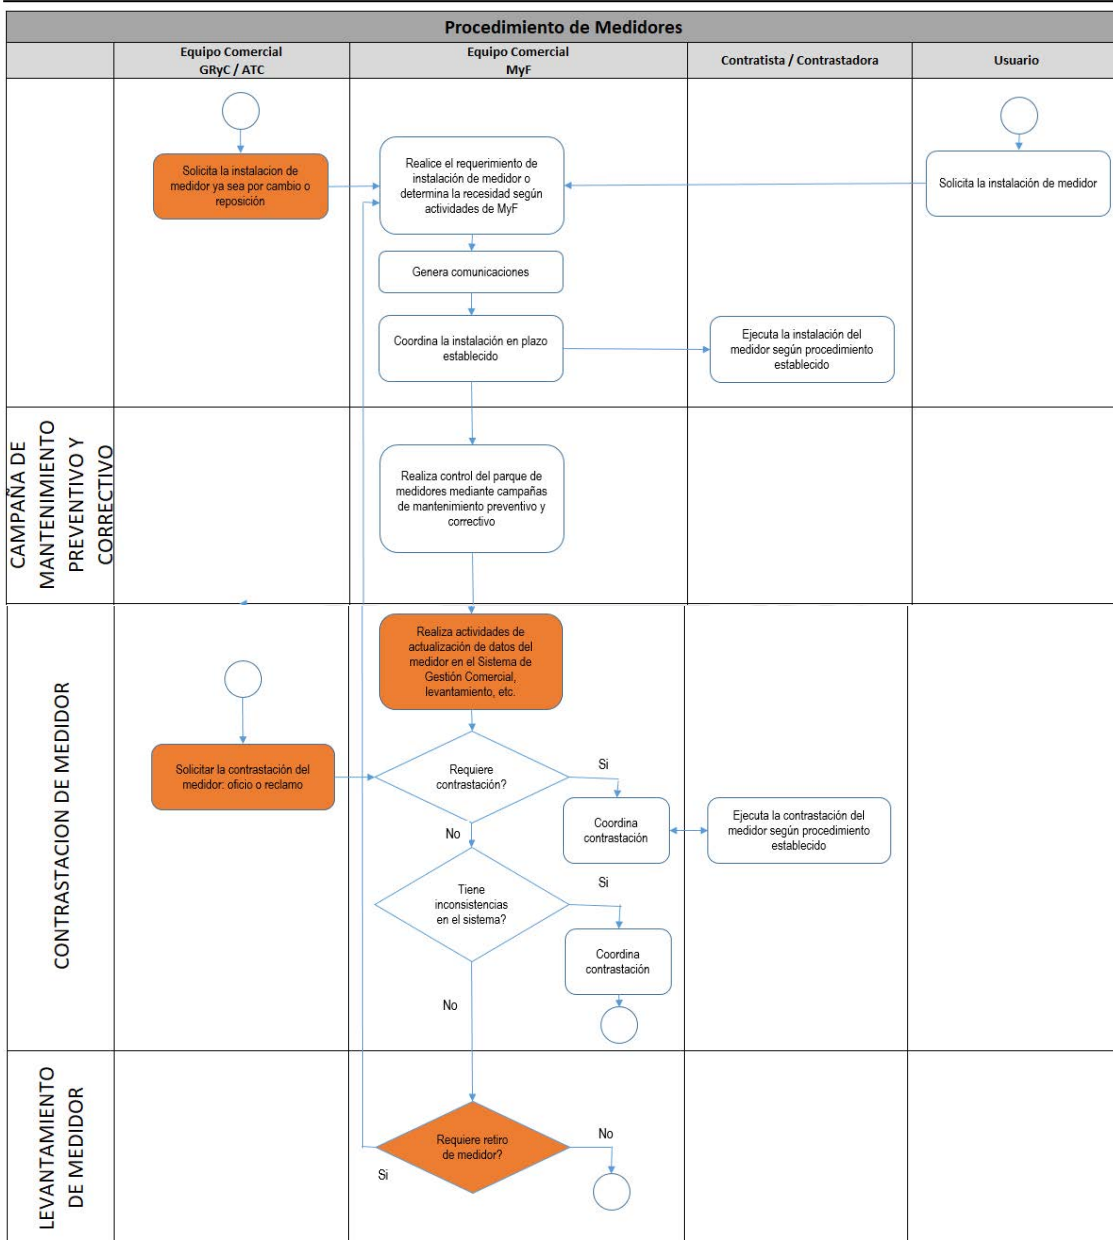 Procedimiento de Medidores
Equipo Comercial
GRyC / ATC
Equipo Comercial
MyF
Contratista / Contrastadora
Usuario
Solicita la instalacion de
medidor ya sea por cambio o
reposición
Realice el requerimiento de
instalación de medidor o
determina la recesidad según
actividades de MyF
Solicita la instalación de medidor
Genera comunicaciones
Coordina la instalación en plazo
establecido
Ejecuta la instalación del
medidor según procedimiento
establecido
CAMPAÑA DE
MANTENIMIENTO
PREVENTIVO Y
CORRECTIVO
Realiza control del parque de
medidores mediante campañas
de mantenimiento preventivo y
correctivo
CONTRASTACION DE MEDIDOR
Realiza actividades de
actualización de datos del
medidor en el Sistema de
Gestión Comercial,
levantamiento, etc.
Solicitar la contrastación del
medidor: oficio o reclamo
Requiere
contrastación?
Si
Coordina
contrastación
Ejecuta la contrastación del
medidor según procedimiento
establecido
No
Tiene
inconsistencias
en el sistema?
Si
Coordina
contrastación
No
LEVANTAMIENTO
DE MEDIDOR
Requiere retiro
de medidor?
No
Si